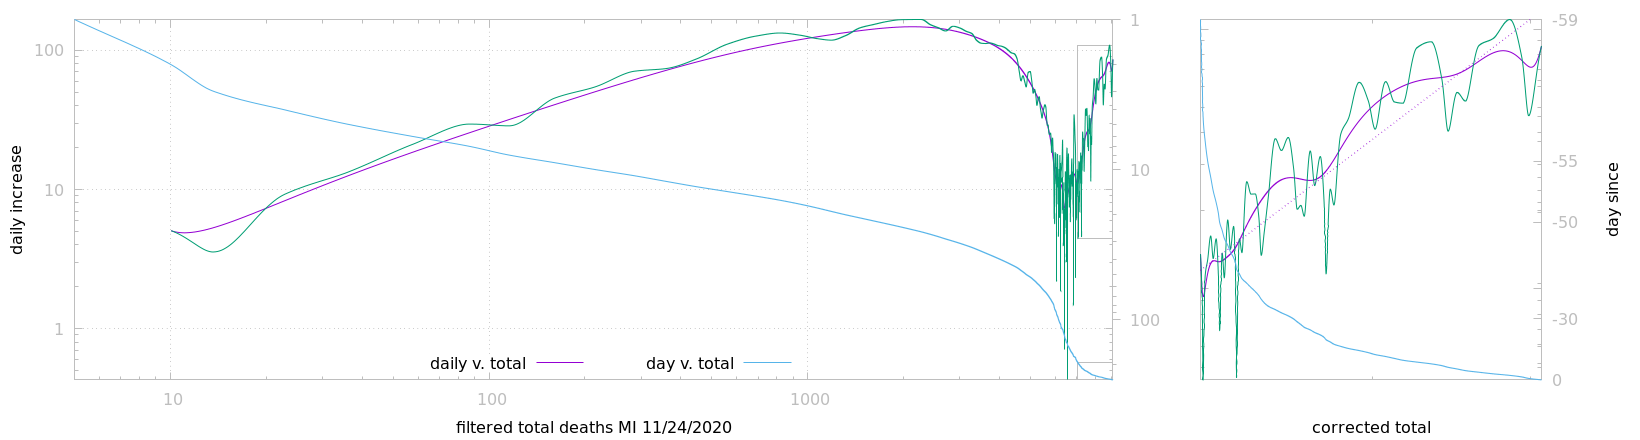 daily increase
100
10
1
daily v. total
day v. total
10
100
1000
filtered total deaths MI 11/24/2020
1
10
100
-59
-55
-50
-30
0
day since
corrected total